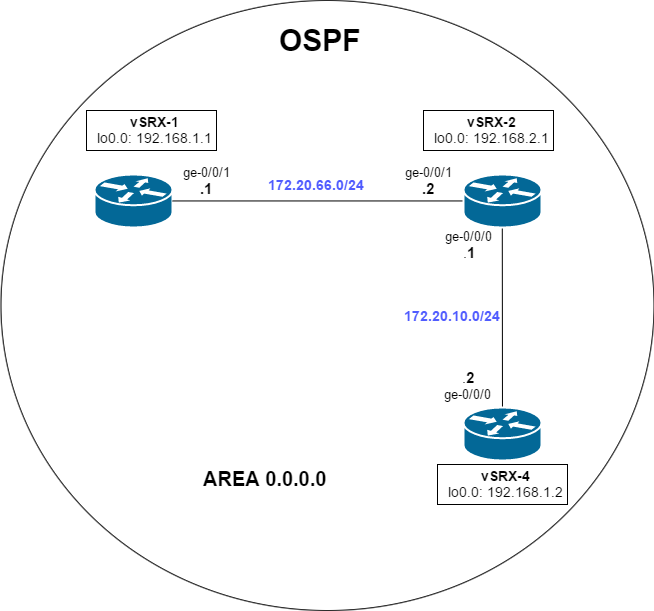 OSPF
vSRX-1
lo0.0: 192.168.1.1
vSRX-2
lo0.0: 192.168.2.1
ge-0/0/1
.1
172.20.66.0/24
ge-0/0/1
.2
ge-0/0/0
.1
172.20.10.0/24
.2
ge-0/0/0
AREA 0.0.0.0
vSRX-4
lo0.0: 192.168.1.2